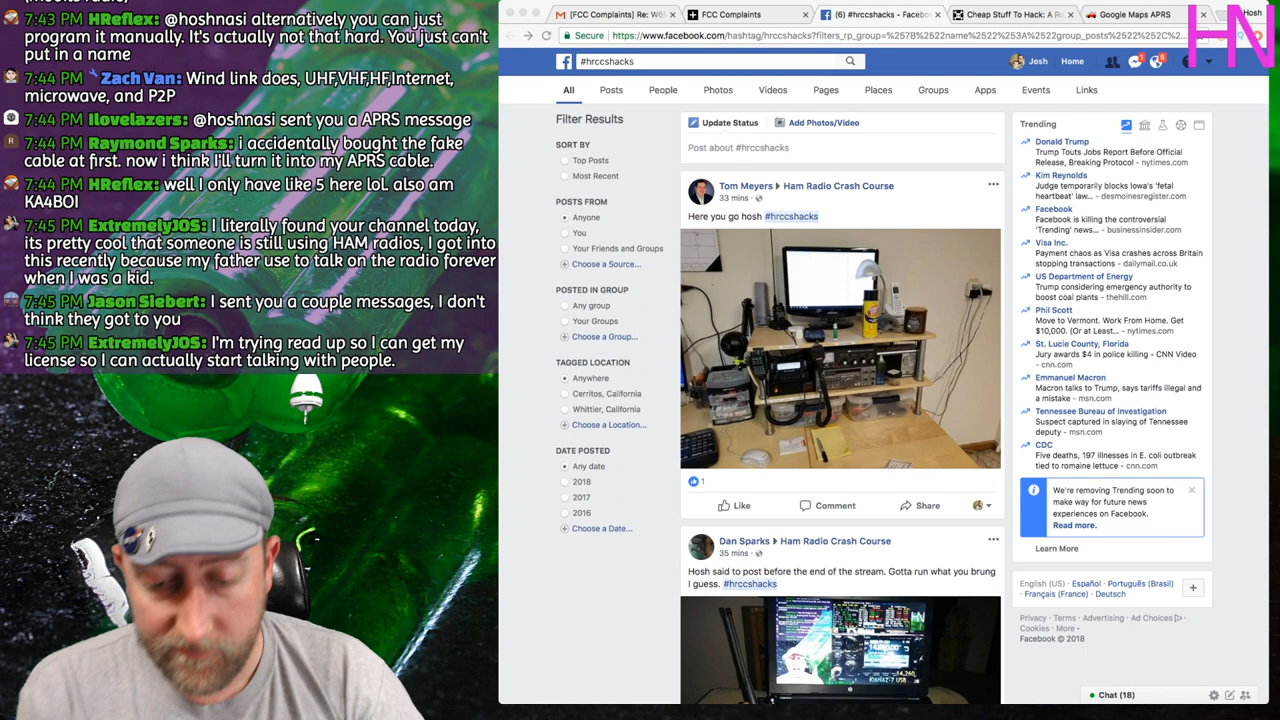 (mooks radio)
7:43 PM HReflex: @hoshnasi alternatively you can just
program it manually. It's actually not that hard. You just can't
put in a name
7:44 PM Zach Van: Wind link does, UHF,VHF,HF,Internet,
microwave, and P2P
7:44 PM Ilovelazers: @hoshnasi sent you a APRS message
7:44 PM Raymond Sparks: i accidently bought the fake
cable at first. now i think I'll turn it into my APRS cable.
7:44 PM HReflex: well I only have like 5 lol you also am
KA4BOI
7:45 PM ExtremelyJOS: I literally found your channel today,
its pretty cool that someone is still using HAM radios, I got into
this recently because my father use to talk on the radio forever
when I was a kid.
7:45 PM Jason Siebert: I sent you a couple messages, I don't
think they got to you
7:45 PM ExtremelyJOS: I'm trying read up so I can get my
license so I can actually start talking with people.
[FCC Complaints] Re: W6M
FCC Complaints
(6) #hrccshacks - Facebo
Cheap Stuff To Hack: A R
Google Maps APRS
Hosh
HN
Secure
https://www.facebook.com/hashtag/hrccshacks?filters_rp_group=%257B%2522name%2522%253A%2522group_posts%2522%252C%2...
#hrccshacks
Josh
Home
1
8
All
Posts
People
Photos
Videos
Pages
Places
Groups
Apps
Events
Links
Filter Results
SORT BY
Top Posts
Most Recent
POSTS FROM
Anyone
You
Your Friends and Groups
Choose a Source...
POSTED IN GROUP
Any group
Your Groups
Choose a Group...
TAGGED LOCATION
Anywhere
Cerritos, California
Whittier, California
Choose a Location...
DATE POSTED
Any date
2018
2017
2016
Choose a Date...
Update Status
Add Photos/Video
Post about #hrccshacks
Tom Meyers
Ham Radio Crash Course
33 mins ·
Here you go hosh #hrccshacks
1
Like
Comment
Share
Dan Sparks
Ham Radio Crash Course
35 mins ·
Hosh said to post before the end of the stream. Gotta run what you brung
I guess. #hrccshacks
Trending
Donald Trump
Trump Touts Jobs Report Before Official
Release, Breaking Protocol - nytimes.com
Kim Reynolds
Judge temporarily blocks Iowa's 'fetal
heartbeat' law... - desmoinesregister.com
Facebook
Facebook is killing the controversial
'Trending' news... - businessinsider.com
Visa Inc.
Payment chaos as Visa crashes across Britain
stopping transactions - dailymail.co.uk
US Department of Energy
Trump considering emergency authority to
boost coal plants - thehill.com
Phil Scott
Move to Vermont. Work From Home. Get
$10,000. (Or at Least... - nytimes.com
St. Lucie County, Florida
Jury awards $4 in police killing - CNN Video
- cnn.com
Emmanuel Macron
Macron talks to Trump, says tariffs illegal and
a mistake - msn.com
Tennessee Bureau of Investigation
Suspect captured in slaying of Tennessee
deputy - msn.com
CDC
Five deaths, 197 illnesses in E. coli outbreak
tied to romaine lettuce - cnn.com
We're removing Trending soon to
make way for future news
experiences on Facebook.
Read more.
Learn More
English (US) · Español · Português (Brasil)
· Français (France) · Deutsch
Privacy · Terms · Advertising · Ad Choices
Cookies · More
Facebook © 2018
Chat (18)